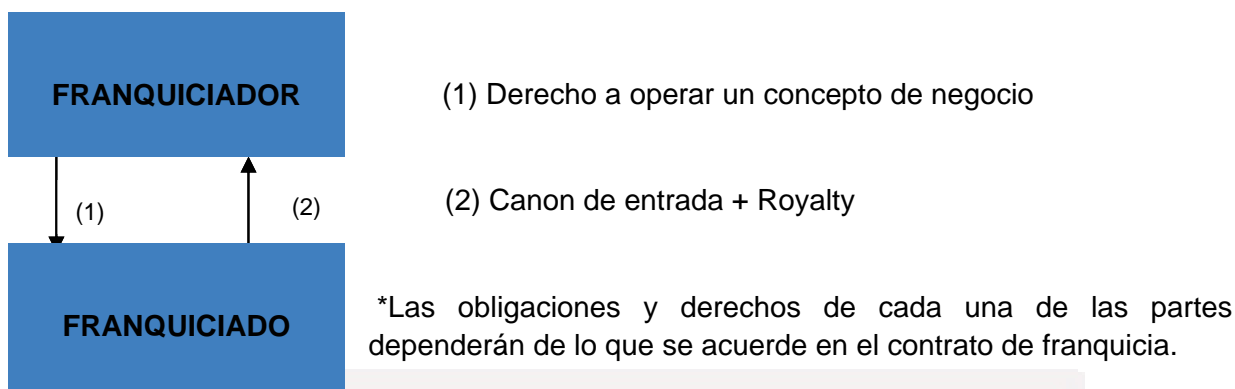 FRANQUICIADOR
(1) Derecho a operar un concepto de negocio
(1)
(2)
(2) Canon de entrada + Royalty
FRANQUICIADO
*Las obligaciones y derechos de cada una de las partes
dependerán de lo que se acuerde en el contrato de franquicia.